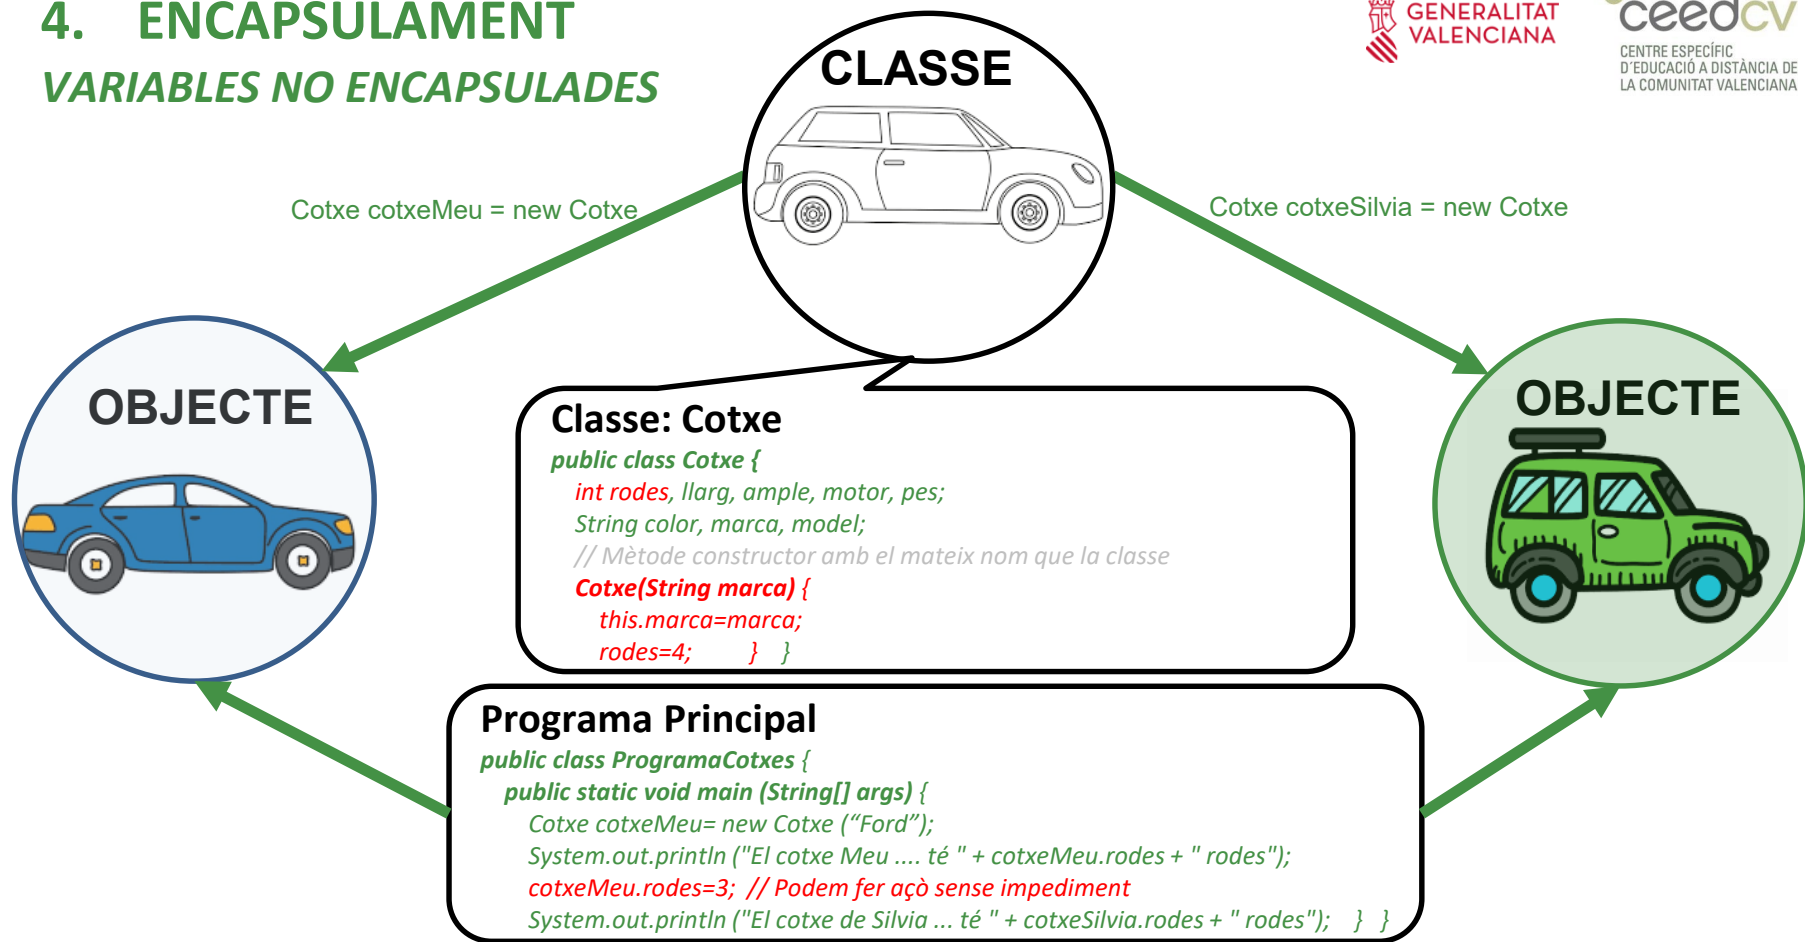 4. ENCAPSULAMENT
VARIABLES NO ENCAPSULADES
GENERALITAT
VALENCIANA
ceedcv
CENTRE ESPECÍFIC
D´EDUCACIÓ A DISTÀNCIA DE
LA COMUNITAT VALENCIANA
CLASSE
Cotxe cotxeMeu = new Cotxe
Cotxe cotxeSilvia = new Cotxe
OBJECTE
OBJECTE
Classe: Cotxe
public class Cotxe {
int rodes, llarg, ample, motor, pes;
String color, marca, model;
// Mètode constructor amb el mateix nom que la classe
Cotxe(String marca) {
this.marca=marca;
rodes=4; } }
Programa Principal
public class ProgramaCotxes {
public static void main (String[] args) {
Cotxe cotxeMeu= new Cotxe (“Ford”);
System.out.println ("El cotxe Meu .... té " + cotxeMeu.rodes + " rodes");
cotxeMeu.rodes=3; // Podem fer açò sense impediment
System.out.println ("El cotxe de Silvia ... té " + cotxeSilvia.rodes + " rodes"); } }